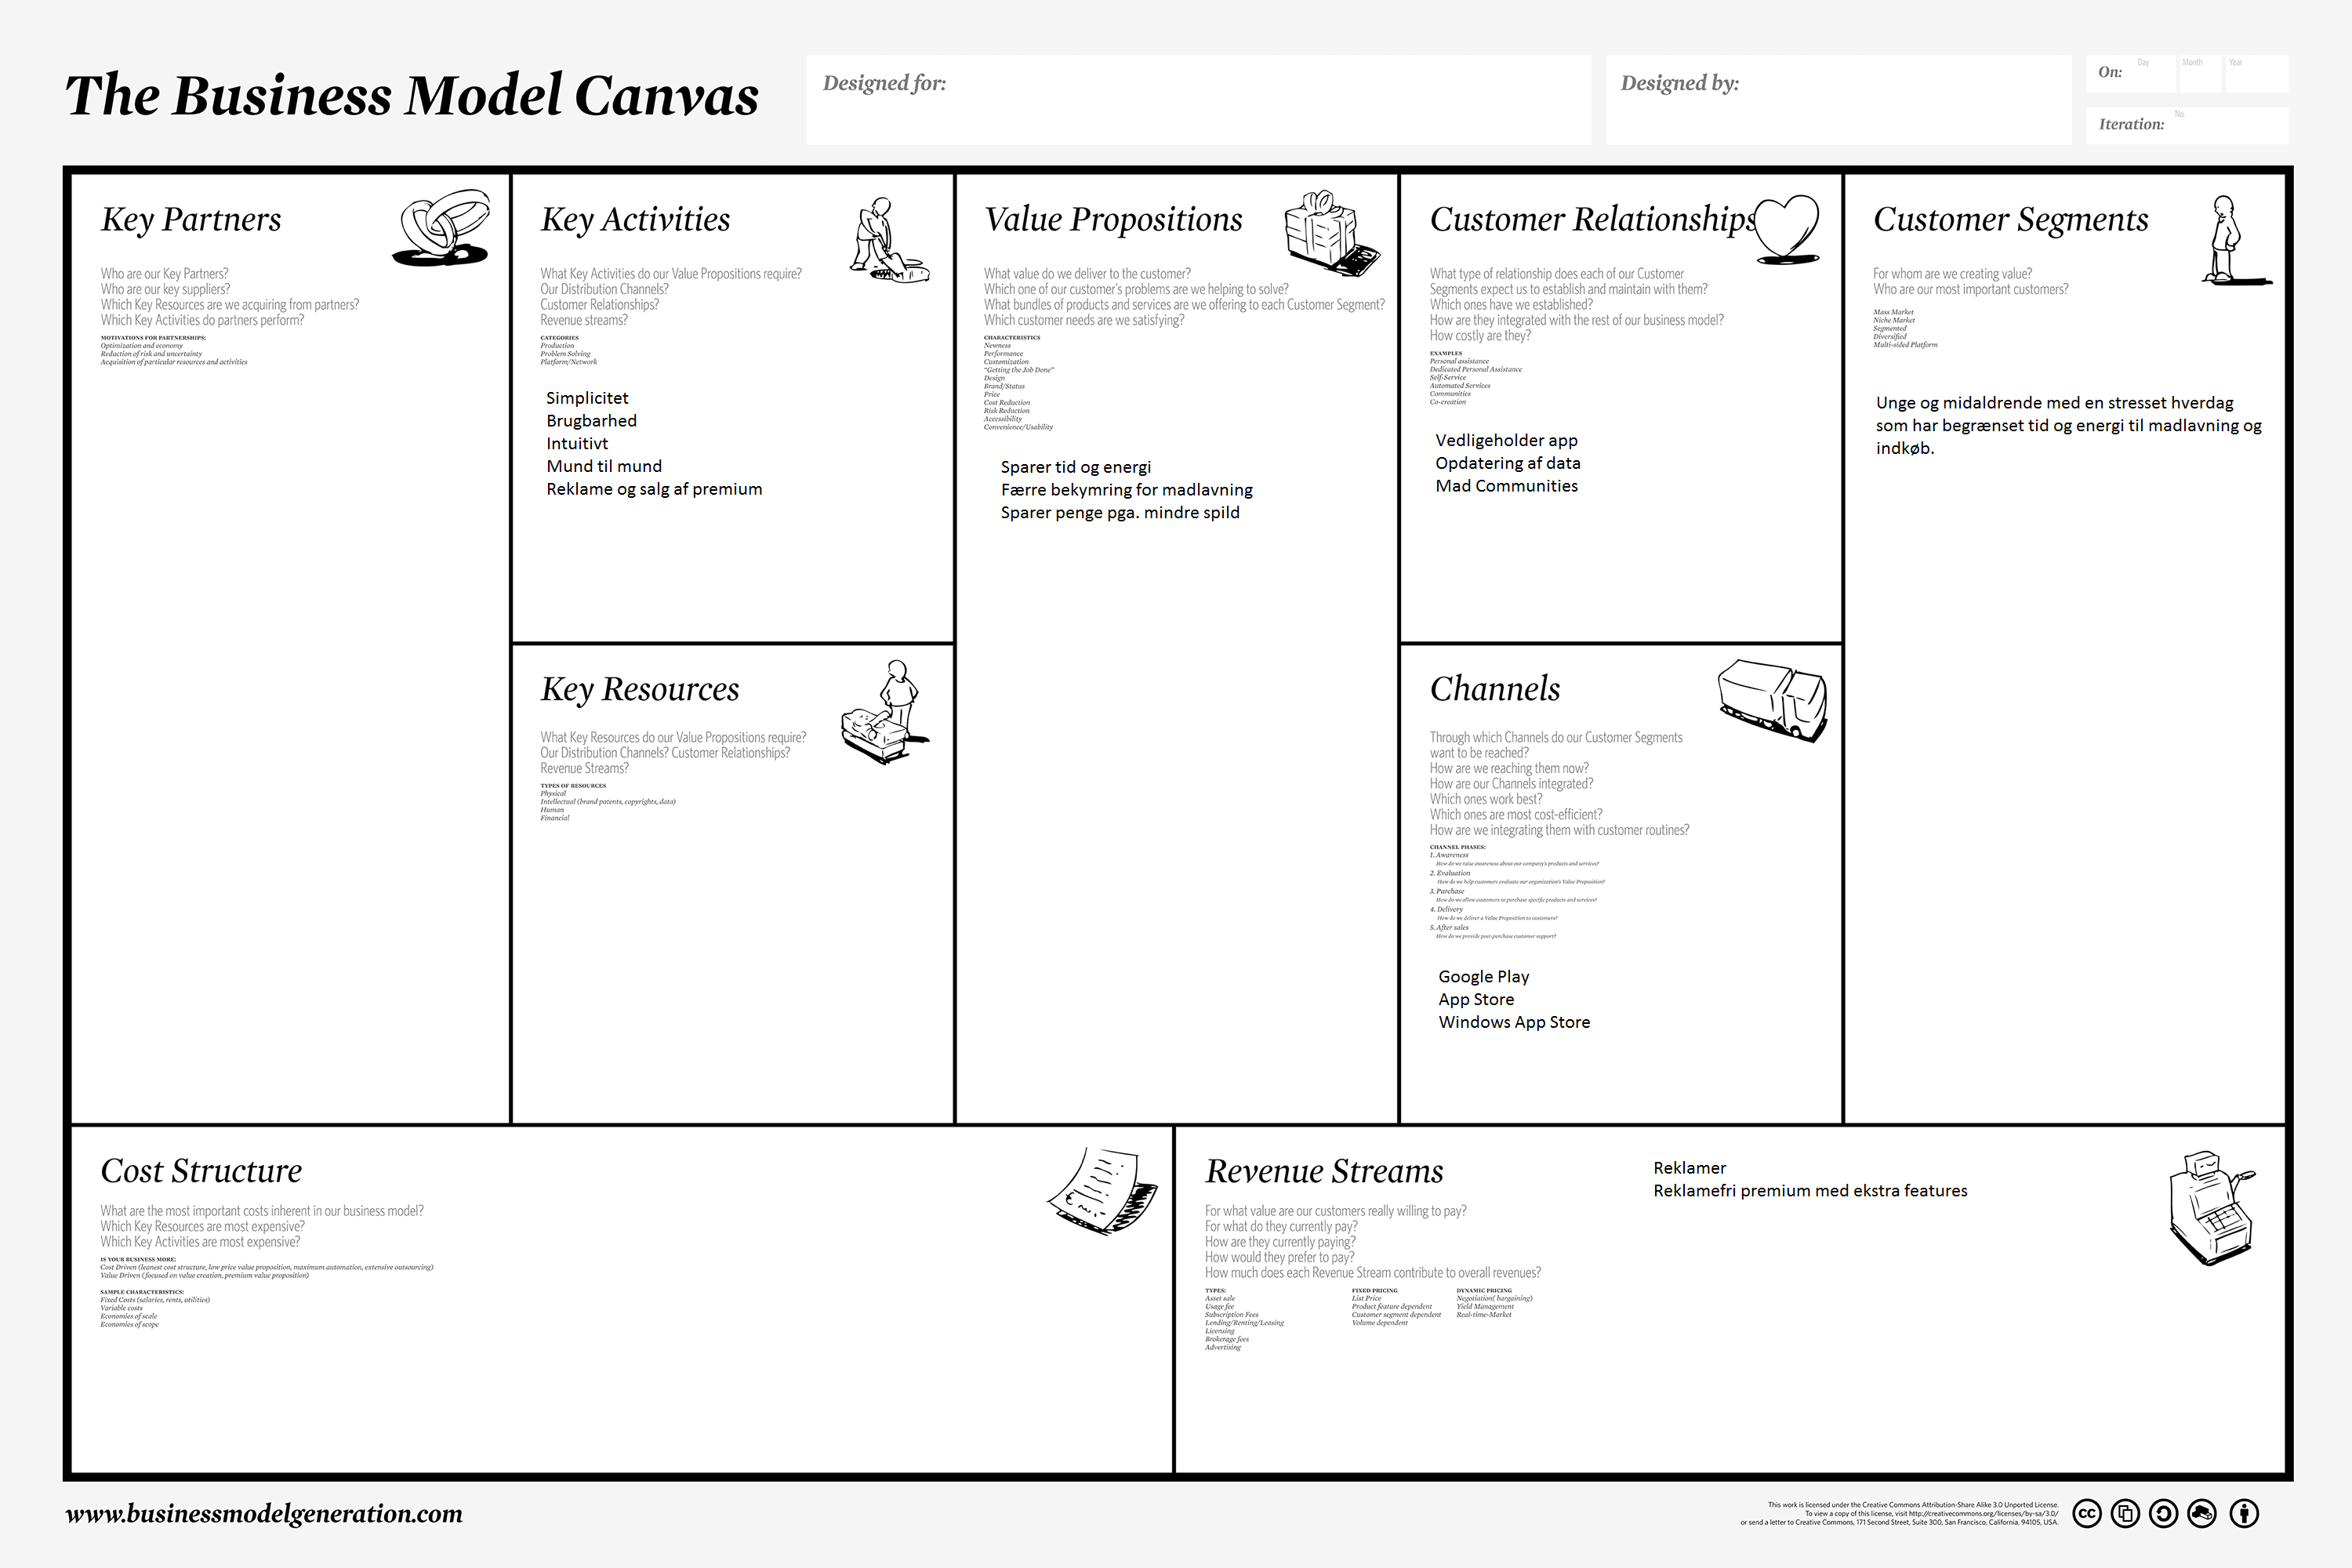 The Business Model Canvas
Designed for:
Designed by:
On:
Day
Month
Year
Iteration:
No.
Key Partners
Who are our Key Partners?
Who are our key suppliers?
Which Key Resources are we acquiring from partners?
Which Key Activities do partners perform?
MOTIVATIONS FOR PARTNERSHIPS:
Optimization and economy
Reduction of risk and uncertainty
Acquisition of particular resources and activities
Key Activities
What Key Activities do our Value Propositions require?
Our Distribution Channels?
Customer Relationships?
Revenue streams?
CATEGORIES
Production
Problem Solving
Platform/Network
Simplicitet
Brugbarhed
Intuitivt
Mund til mund
Reklame og salg af premium
Key Resources
What Key Resources do our Value Propositions require?
Our Distribution Channels? Customer Relationships?
Revenue Streams?
TYPES OF RESOURCES
Physical
Intellectual (brand patents, copyrights, data)
Human
Financial
Value Propositions
What value do we deliver to the customer?
Which one of our customer's problems are we helping to solve?
What bundles of products and services are we offering to each Customer Segment?
Which customer needs are we satisfying?
CHARACTERISTICS
Newness
Performance
Customization
“Getting the Job Done”
Design
Brand/Status
Price
Cost Reduction
Risk Reduction
Accessibility
Convenience/Usability
Sparer tid og energi
Færre bekymring for madlavning
Sparer penge pga. mindre spild
Customer Relationships
What type of relationship does each of our Customer
Segments expect us to establish and maintain with them?
Which ones have we established?
How are they integrated with the rest of our business model?
How costly are they?
EXAMPLES
Personal assistance
Dedicated Personal Assistance
Self-Service
Automated Services
Communities
Co-creation
Vedligeholder app
Opdatering af data
Mad Communities
Channels
Through which Channels do our Customer Segments
want to be reached?
How are we reaching them now?
How are our Channels integrated?
Which ones work best?
Which ones are most cost-efficient?
How are we integrating them with customer routines?
CHANNEL PHASES:
1. Awareness
How do we raise awareness about our company's products and services?
2. Evaluation
How do we help customers evaluate our organization's Value Proposition?
3. Purchase
How do we allow customers to purchase specific products and services?
4. Delivery
How do we deliver a Value Proposition to customers?
5. After sales
How do we provide post-purchase customer support?
Google Play
App Store
Windows App Store
Customer Segments
For whom are we creating value?
Who are our most important customers?
Mass Market
Niche Market
Segmented
Diversified
Multi-sided Platform
Unge og midaldrende med en stresset hverdag
som har begrænset tid og energi til madlavning og
indkøb.
Cost Structure
What are the most important costs inherent in our business model?
Which Key Resources are most expensive?
Which Key Activities are most expensive?
IS YOUR BUSINESS MORE:
Cost Driven (leanest cost structure, low price value proposition, maximum automation, extensive outsourcing)
Value Driven (focused on value creation, premium value proposition)
SAMPLE CHARACTERISTICS:
Fixed Costs (salaries, rents, utilities)
Variable costs
Economies of scale
Economies of scope
Revenue Streams
For what value are our customers really willing to pay?
For what do they currently pay?
How are they currently paying?
How would they prefer to pay?
How much does each Revenue Stream contribute to overall revenues?
TYPES:
Asset sale
Usage fee
Subscription Fees
Lending/Renting/Leasing
Licensing
Brokerage fees
Advertising
FIXED PRICING
List Price
Product feature dependent
Customer segment dependent
Volume dependent
DYNAMIC PRICING
Negotiation( bargaining)
Yield Management
Real-time-Market
Reklamer
Reklamefri premium med ekstra features
www.businessmodelgeneration.com
This work is licensed under the Creative Commons Attribution-Share Alike 3.0 Unported License.
To view a copy of this license, visit http://creativecommons.org/licenses/by-sa/3.0/
or send a letter to Creative Commons, 171 Second Street, Suite 300, San Francisco, California, 94105, USA.
cc